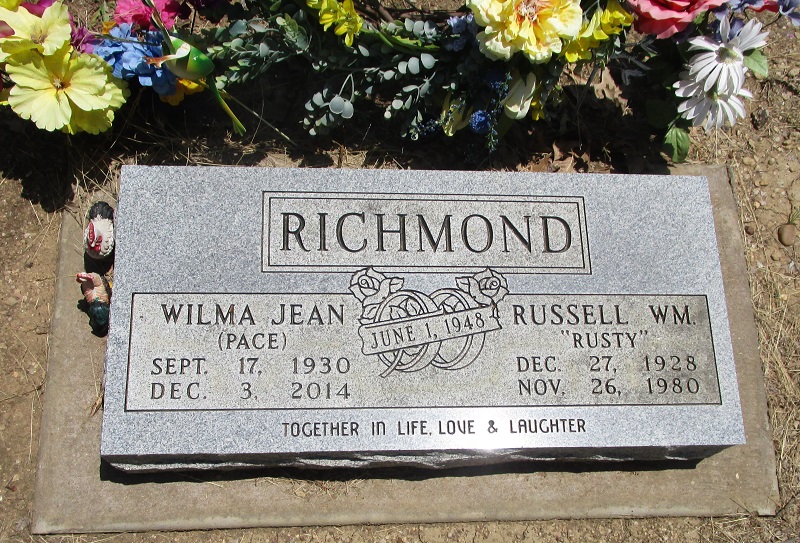 RICHMOND
WILMA JEAN
(PACE)
SEPT. 17, 1930
DEC. 3, 2014
JUNE 1, 1948
RUSSELL WM.
"RUSTY"
DEC. 27, 1928
NOV. 26, 1980
TOGETHER IN LIFE, LOVE & LAUGHTER